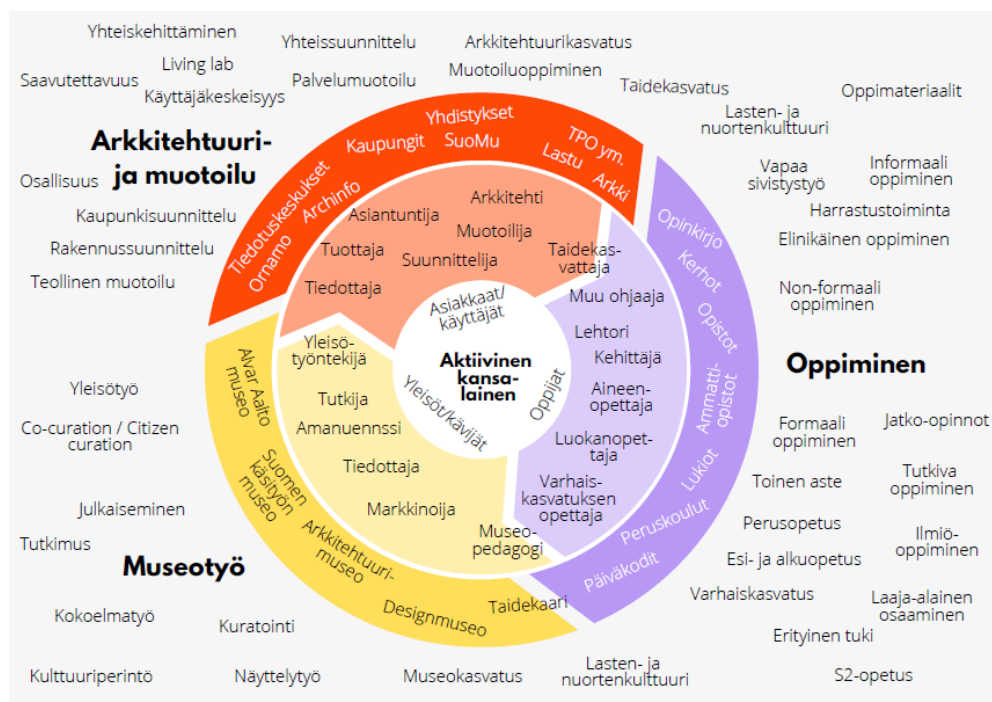 Yhteiskehittäminen
Yhteissuunnittelu
Arkkitehtuurikasvatus
Living lab
Saavutettavuus
Palvelumuotoilu
Muotoiluoppiminen
Käyttäjäkeskeisyys
Taidekasvatus
Oppimateriaalit
Lasten- ja
nuortenkulttuuri
Arkkitehtuuri-
ja muotoilu
Osallisuus
Kaupunkisuunnittelu
Rakennussuunnittelu
Teollinen muotoilu
Vapaa
sivistystyö
Informaali
oppiminen
Harrastustoiminta
Elinikäinen oppiminen
Non-formaali
oppiminen
Tiedotuskeskukset
Ornamo
Archinfo
Kaupungit
Yhdistykset
SuoMu
TPO ym.
Lastu
Arkki
Arkkitehti
Asiantuntija
Muotoilija
Tuottaja
Suunnittelija
Taidekas-
vattaja
Tiedottaja
Opinkirjo
Kerhot
Opistot
Ammatti-
opistot
Lukiot
Peruskoulut
Päiväkodit
Muu ohjaaja
Lehtori
Kehittäjä
Aineen-
opettaja
Luokanopet-
taja
Varhais-
kasvatuksen
opettaja
Asiakkaat/
käyttäjät
Aktiivinen
kansa-
lainen
Oppijat
Yleisöt/kävijät
Yleisö-
työntekijä
Tutkija
Amanuennssi
Tiedottaja
Markkinoija
Museo-
pedagogi
Alvar Aalto
museo
Suomen
käsityön
museo
Arkkitehtuuri-
museo
Designmuseo
Taidekaari
Oppiminen
Formaali
oppiminen
Jatko-opinnot
Toinen aste
Tutkiva
oppiminen
Perusopetus
Ilmiö-
oppiminen
Esi- ja alkuopetus
Varhaiskasvatus
Laaja-alainen
osaaminen
Erityinen tuki
S2-opetus
Yleisötyö
Co-curation / Citizen
curation
Julkaiseminen
Tutkimus
Museotyö
Kokoelmatyö
Kuratointi
Kulttuuriperintö
Näyttelytyö
Museokasvatus
Lasten- ja
nuortenkulttuuri